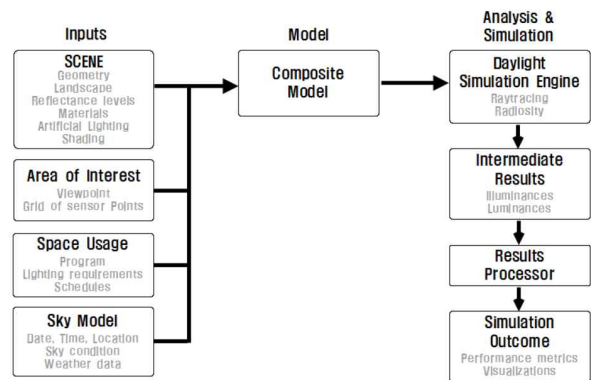 Inputs
SCENE
Geometry
Landscape
Reflectance levels
Materials
Artificial Lighting
Shading
Area of Interest
Viewpoint
Grid of sensor Points
Space Usage
Program
Lighting requirements
Schedules
Sky Model
Date, Time, Location
Sky condition
Weather data
Model
Composite
Model
Analysis &
Simulation
Daylight
Simulation Engine
Raytracing
Radiosity
Intermediate
Results
Illuminances
Luminances
Results
Processor
Simulation
Outcome
Performance metrics
Visualizations